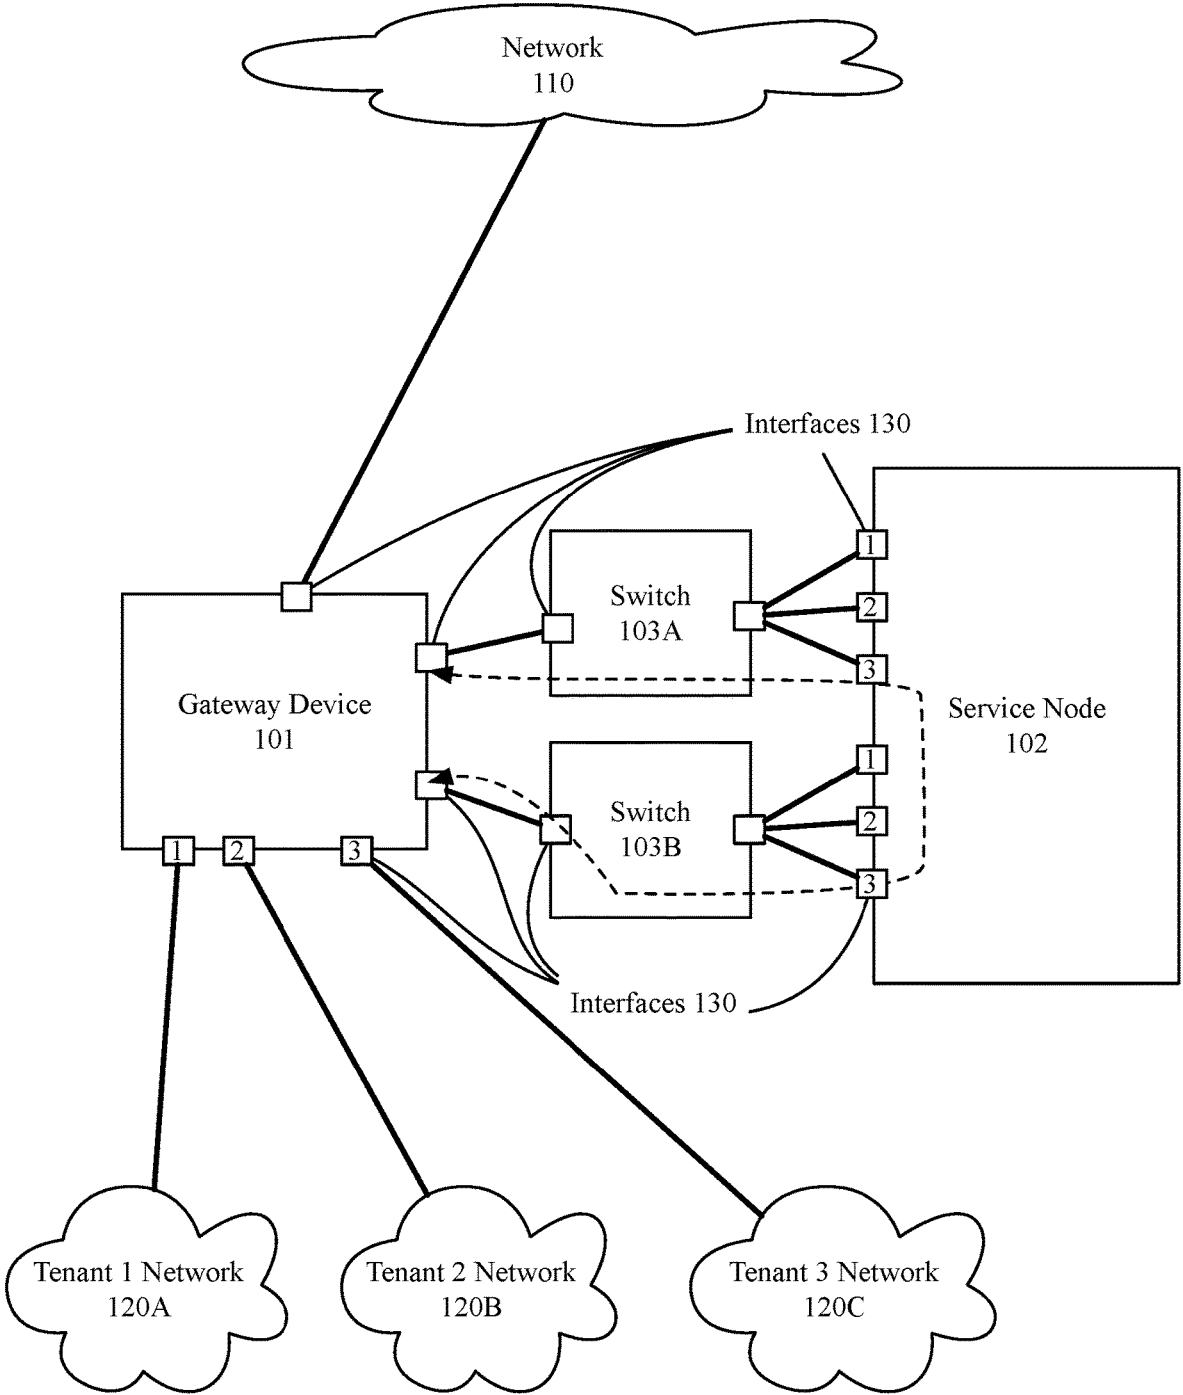 Network
110
Interfaces 130
1
Switch
103A
2
3
Gateway Device
101
Service Node
102
1
Switch
103B
2
3
1
2
3
Interfaces 130
Tenant 1 Network
120A
Tenant 2 Network
120B
Tenant 3 Network
120C